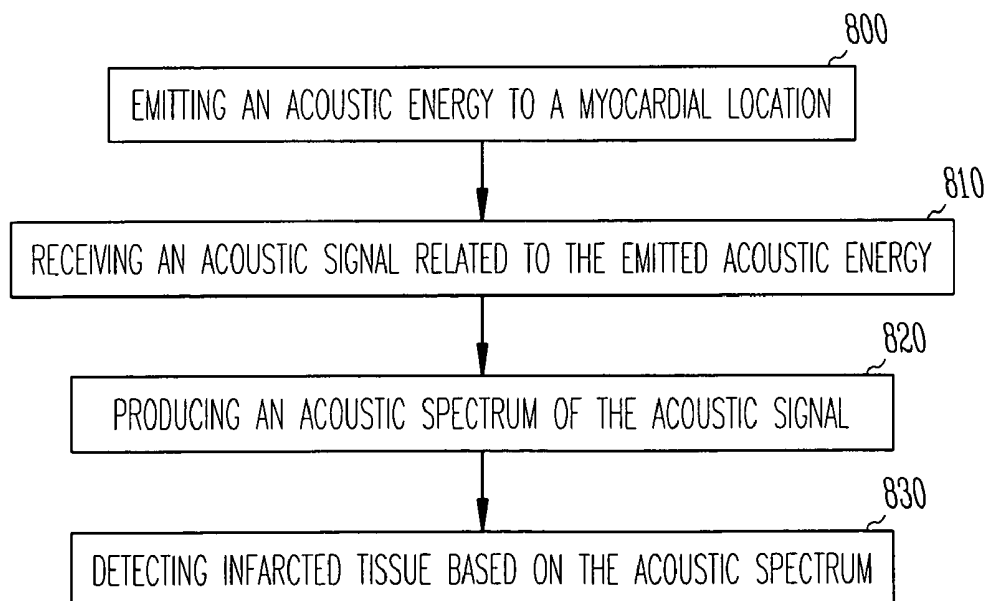 800
EMITTING AN ACOUSTIC ENERGY TO A MYOCARDIAL LOCATION
810
RECEIVING AN ACOUSTIC SIGNAL RELATED TO THE EMITTED ACOUSTIC ENERGY
820
PRODUCING AN ACOUSTIC SPECTRUM OF THE ACOUSTIC SIGNAL
830
DETECTING INFARCTED TISSUE BASED ON THE ACOUSTIC SPECTRUM